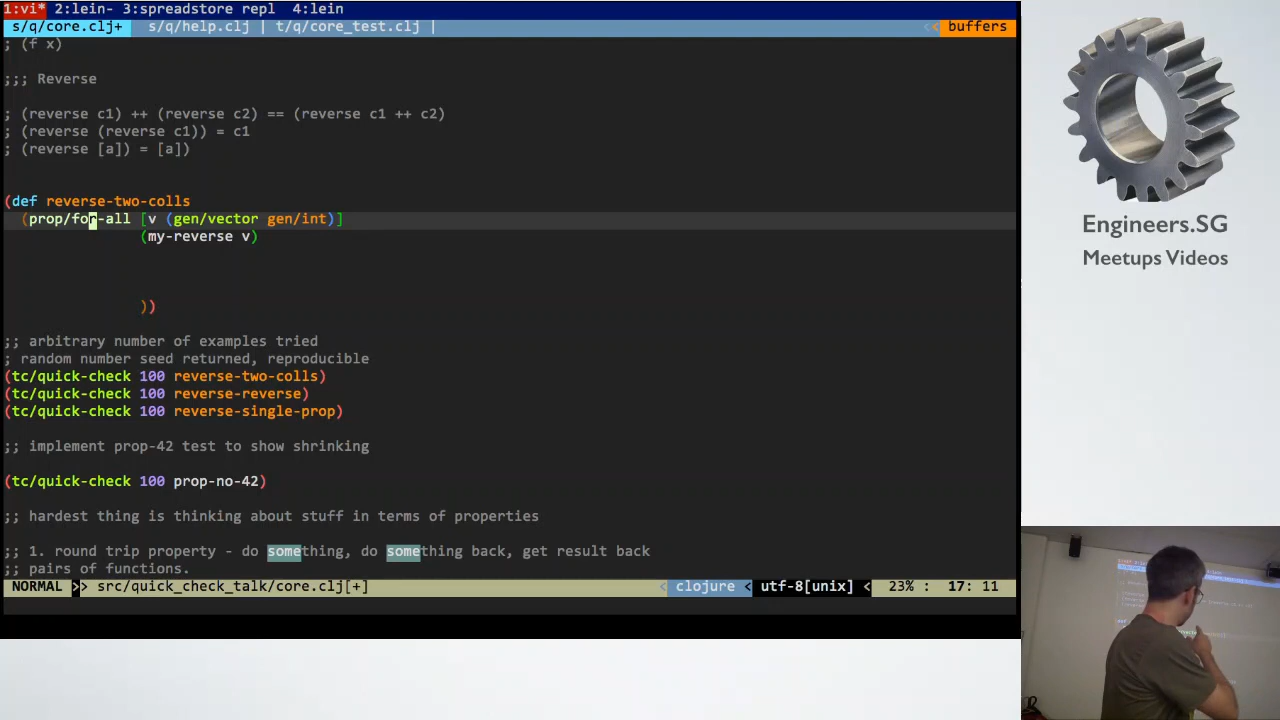 1:vi* 2:lein- 3:spreadstore repl 4:lein
s/q/core.clj+ s/q/help.clj | t/q/core_test.clj | << buffers
; (f x)
;;; Reverse
; (reverse c1) ++ (reverse c2) == (reverse c1 ++ c2)
; (reverse (reverse c1)) = c1
; (reverse [a]) = [a])
(def reverse-two-colls
(prop/for-all [v (gen/vector gen/int)]
(my-reverse v)
))
;; arbitrary number of examples tried
; random number seed returned, reproducible
(tc/quick-check 100 reverse-two-colls)
(tc/quick-check 100 reverse-reverse)
(tc/quick-check 100 reverse-single-prop)
;; implement prop-42 test to show shrinking
(tc/quick-check 100 prop-no-42)
;; hardest thing is thinking about stuff in terms of properties
;; 1. round trip property - do something, do something back, get result back
;; pairs of functions.
NORMAL >> src/quick_check_talk/core.clj[+] < clojure < utf-8[unix] < 23% : 17: 11
Engineers.SG
Meetups Videos